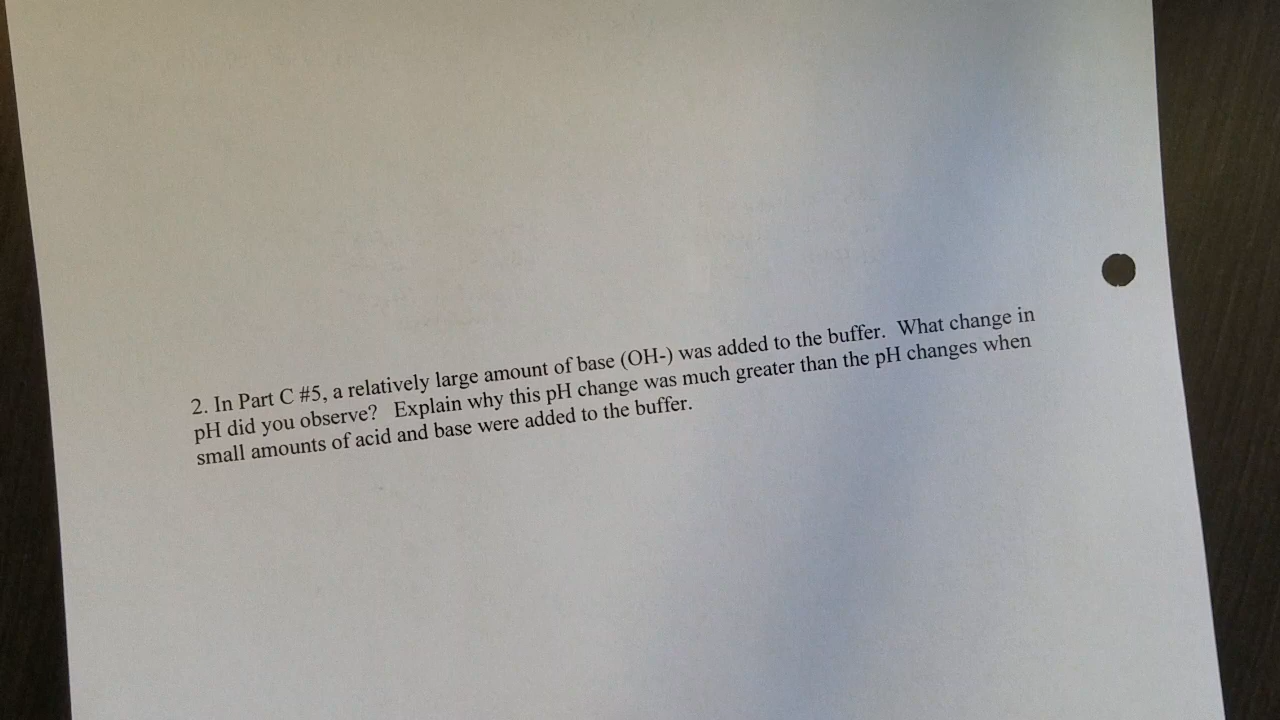 2. In Part C #5, a relatively large amount of base (OH-) was added to the buffer. What change in
pH did you observe? Explain why this pH change was much greater than the pH changes when
small amounts of acid and base were added to the buffer.